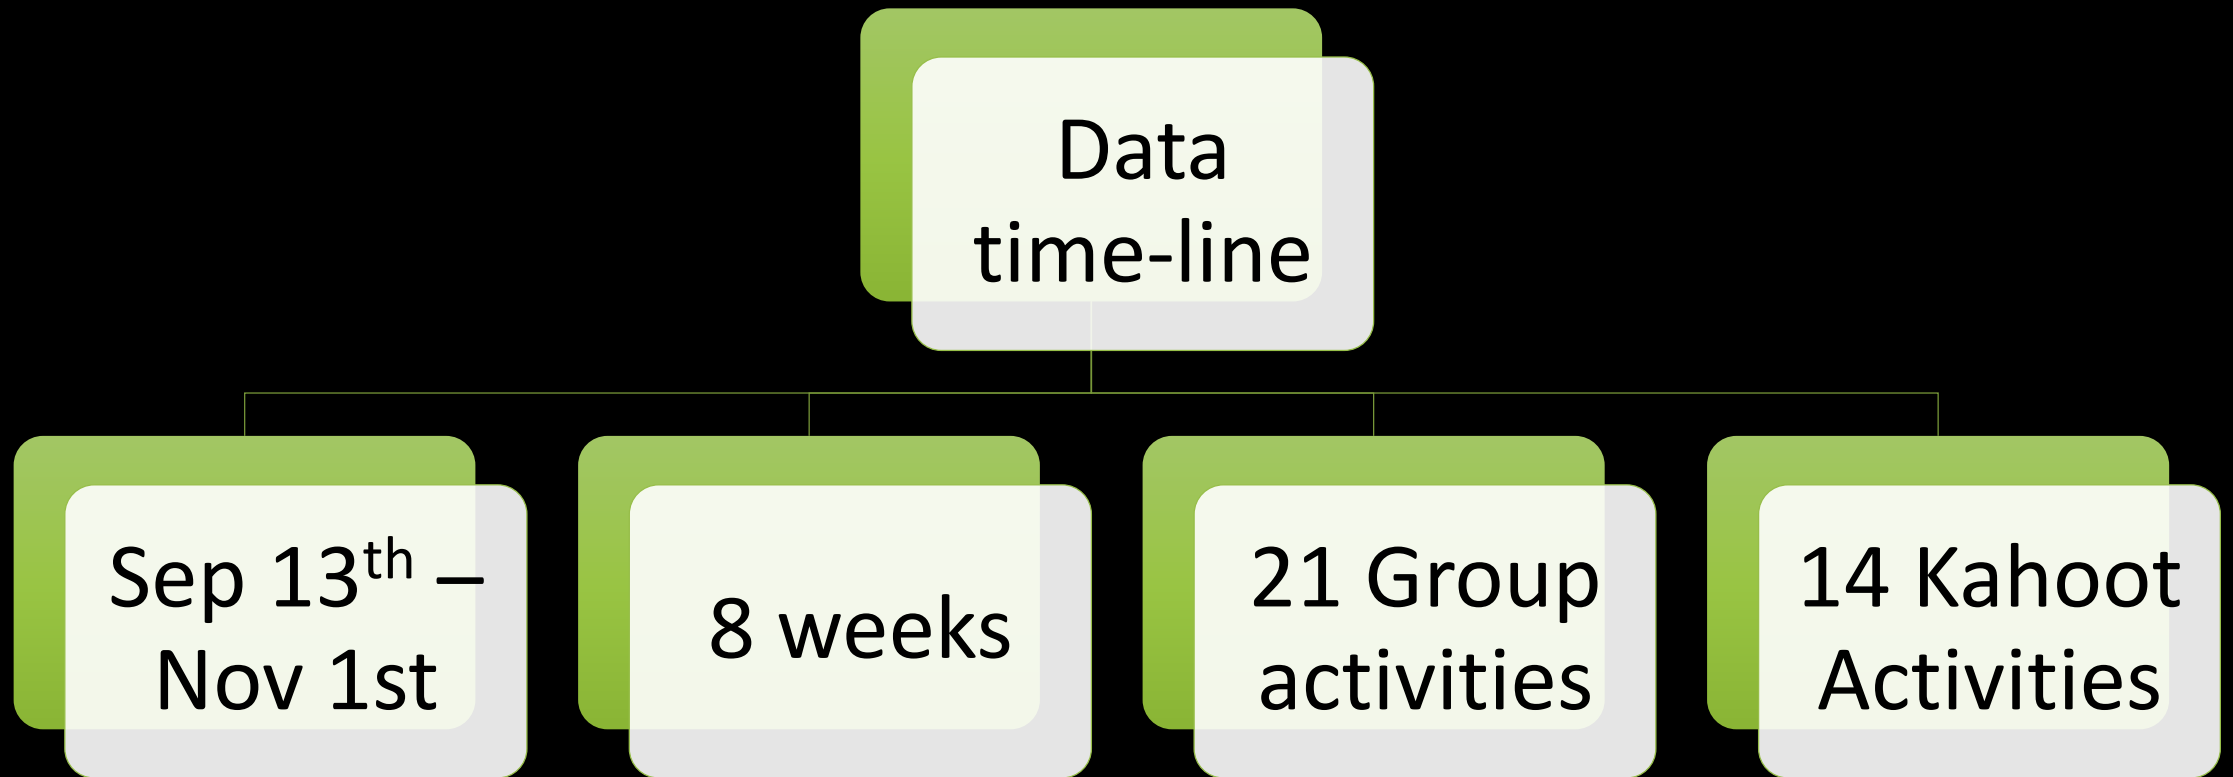 Data
time-line
Sep 13th –
Nov 1st
8 weeks
21 Group
activities
14 Kahoot
Activities